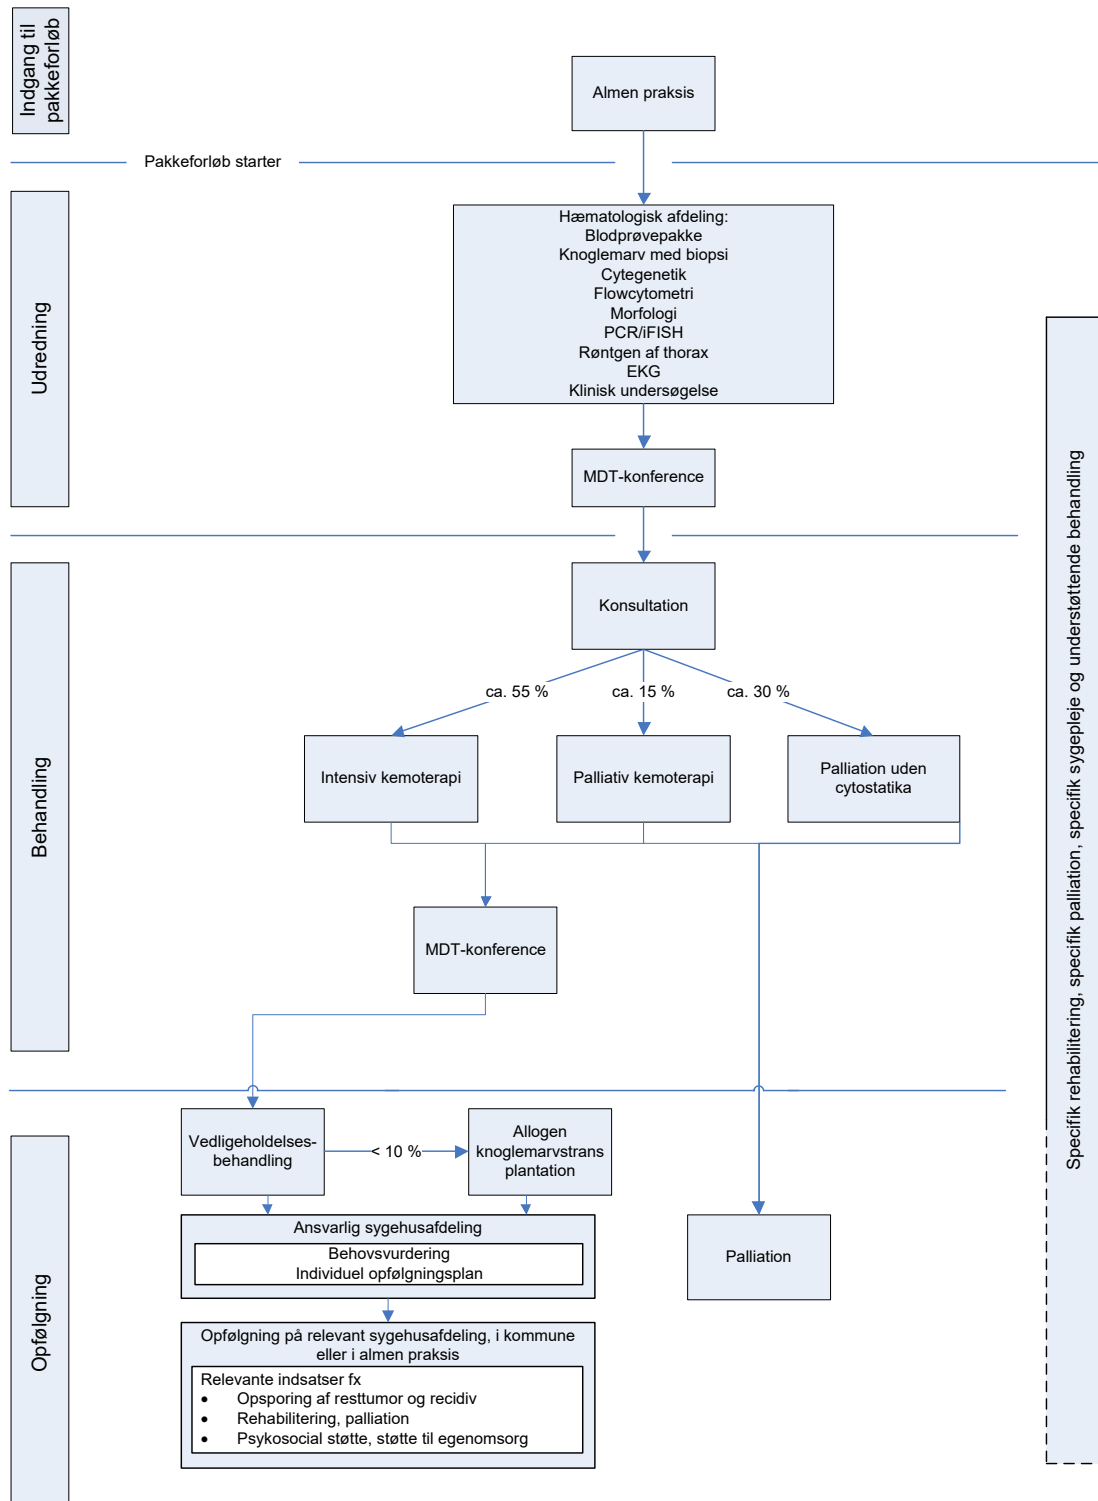 Indgang til
pakkeforløb
Almen praksis
Pakkeforløb starter
Udredning
Hæmatologisk afdeling:
Blodprøvepakke
Knoglemarv med biopsi
Cytegenetik
Flowcytometri
Morfologi
PCR/iFISH
Røntgen af thorax
EKG
Klinisk undersøgelse
MDT-konference
Behandling
Konsultation
ca. 55 %
ca. 15 %
ca. 30 %
Intensiv kemoterapi
Palliativ kemoterapi
Palliation uden
cytostatika
MDT-konference
Opfølgning
Vedligeholdelses-
behandling
< 10 %
Allogen
knoglemarvstrans
plantation
Ansvarlig sygehusafdeling
Behovsvurdering
Individuel opfølgningsplan
Palliation
Opfølgning på relevant sygehusafdeling, i kommune
eller i almen praksis
Relevante indsatser fx
• Opsporing af resttumor og recidiv
• Rehabilitering, palliation
• Psykosocial støtte, støtte til egenomsorg
Specifik rehabilitering, specifik palliation, specifik sygepleje og understøttende behandling